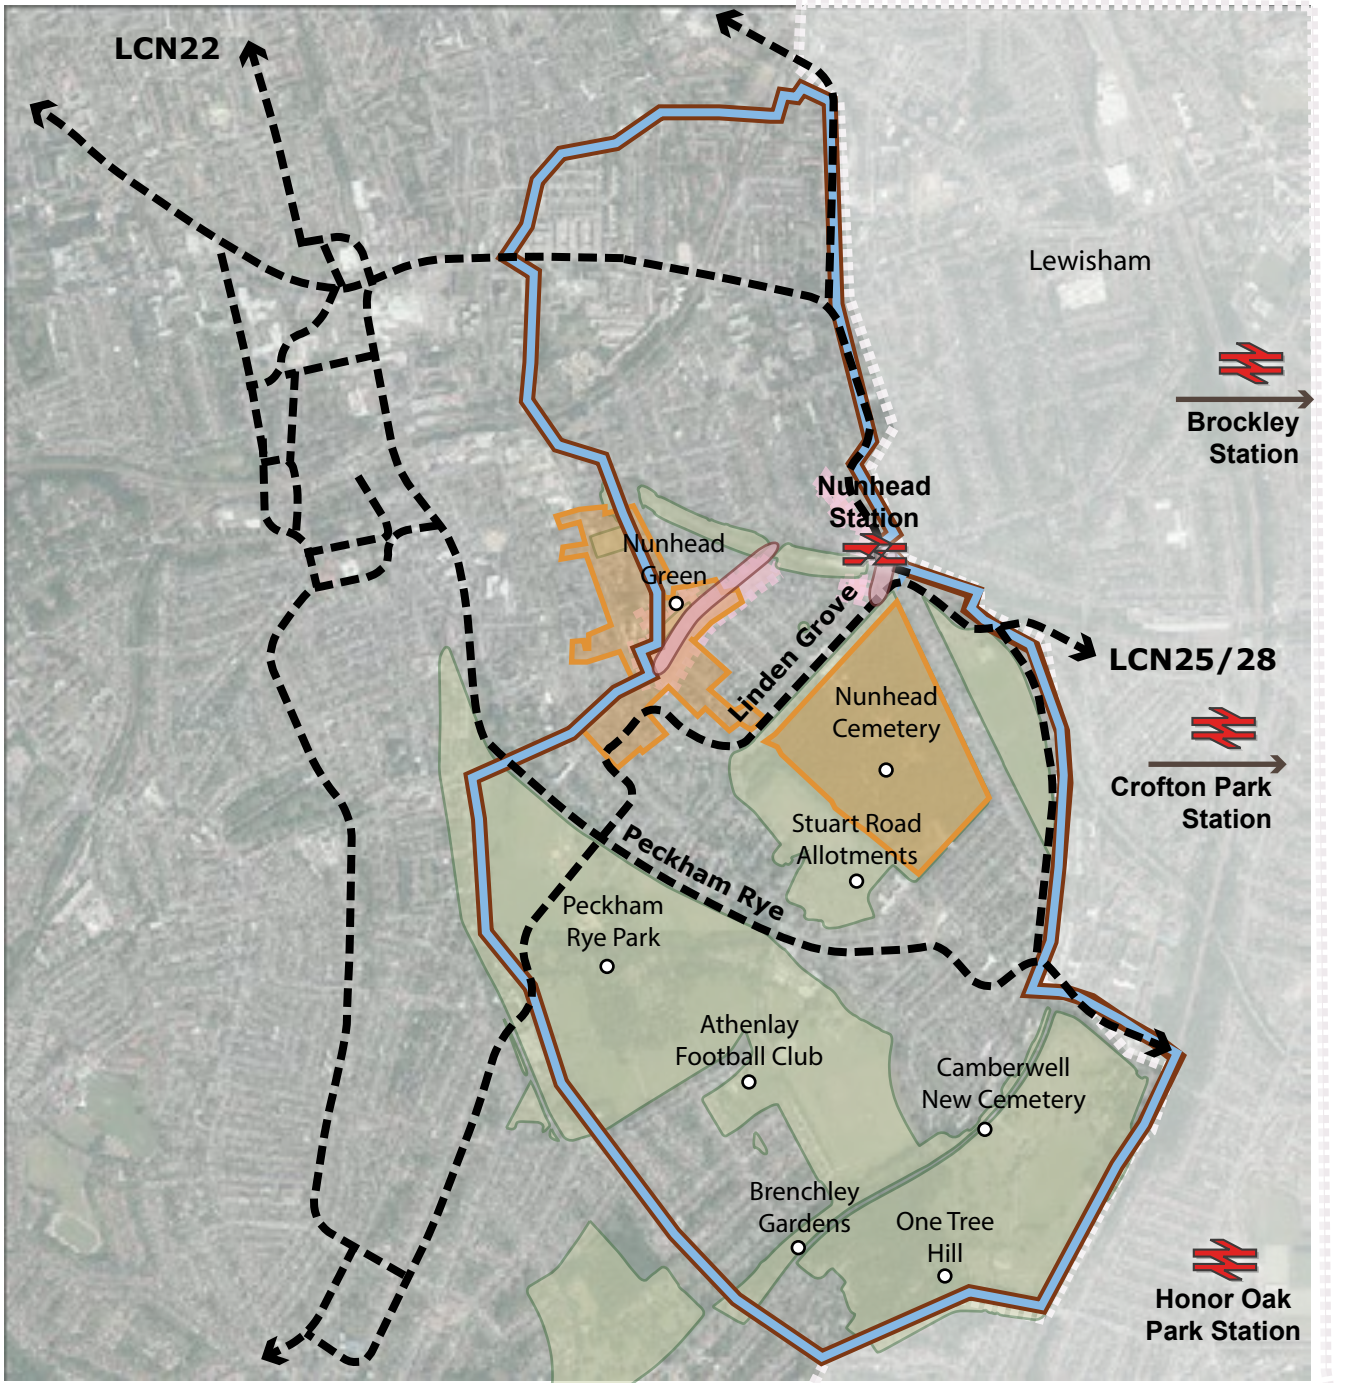 LCN22
Lewisham
Brockley
Station
Nunhead
Station
Nunhead
Green
Linden Grove
LCN25/28
Nunhead
Cemetery
Crofton Park
Station
Stuart Road
Allotments
Peckham Rye
Peckham
Rye Park
Athenlay
Football Club
Camberwell
New Cemetery
Brenchley
Gardens
One Tree
Hill
Honor Oak
Park Station